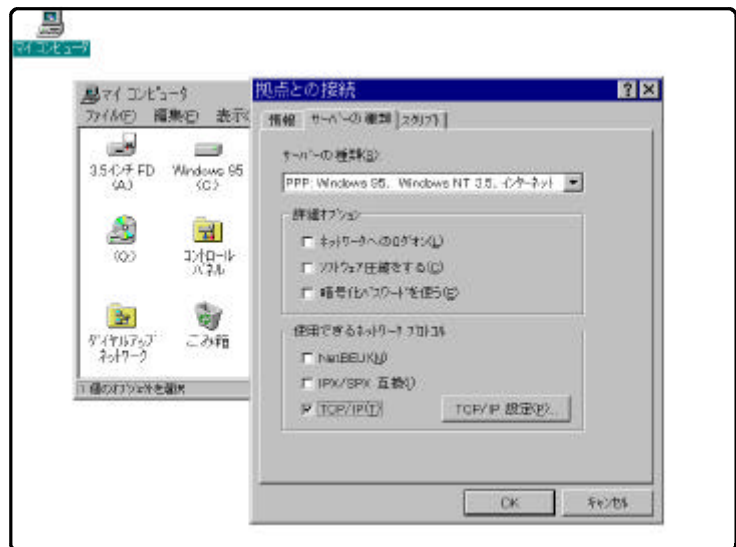 マイ コンピュータ
マイ コンピュータ
ファイル(F) 編集(E) 表示(
3.5インチ FD
(A:)
Windows 95
(C:)
コントロール
パネル
ダイヤルアップ
ネットワーク
ごみ箱
1 個のオブジェクトを選択
拠点との接続
情報 サーバーの種類 スクリプト
サーバーの種類(S):
PPP: Windows 95、Windows NT 3.5、インターネット
詳細オプション
ネットワークへのログオン(L)
ソフトウェア圧縮をする(C)
暗号化パスワードを使う(E)
使用できるネットワーク プロトコル
NetBEUI(N)
IPX/SPX 互換(I)
TCP/IP(T)
TCP/IP 設定(P)...
OK
キャンセル